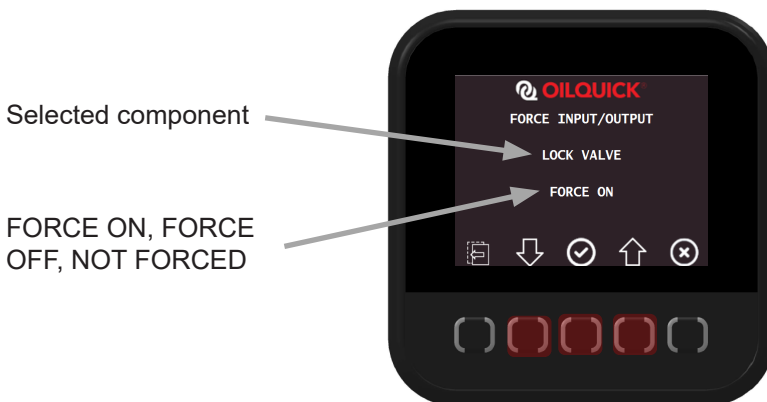 OILQUICK
FORCE INPUT/OUTPUT
Selected component
LOCK VALVE
FORCE ON
FORCE ON, FORCE
OFF, NOT FORCED